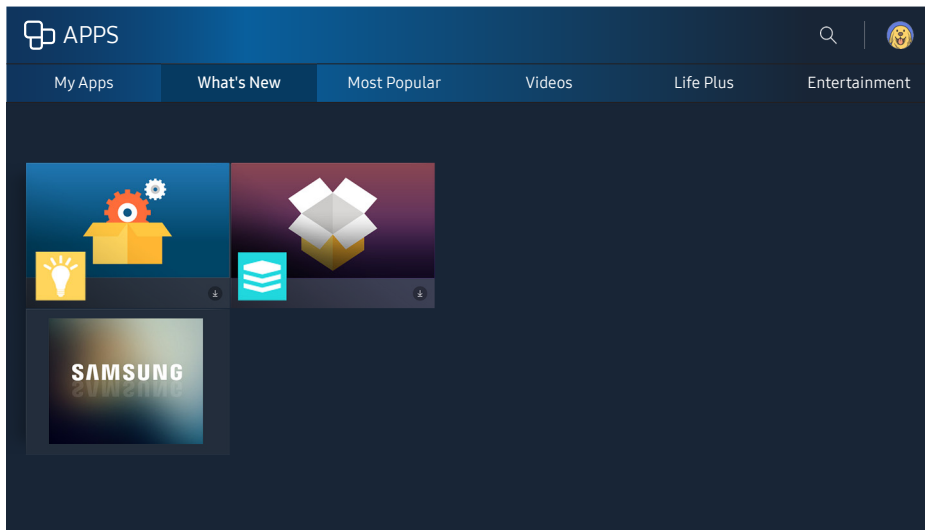 APPS
My Apps
What's New
Most Popular
Videos
Life Plus
Entertainment
SAMSUNG